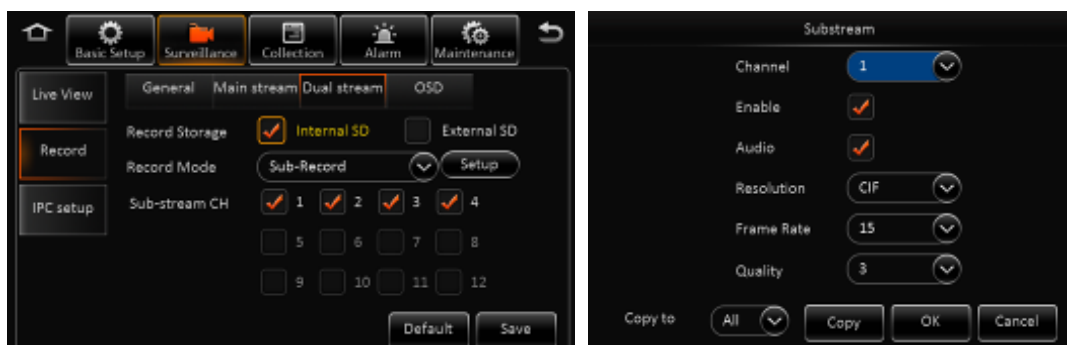 Basic Setup Surveillance Collection Alarm Maintenance
Live View
Record
IPC setup
General Main stream Dual stream OSD
Record Storage Internal SD External SD
Record Mode Sub-Record Setup
Sub-stream CH 1 2 3 4
5 6 7 8
9 10 11 12
Default Save
Substream
Channel 1
Enable
Audio
Resolution CIF
Frame Rate 15
Quality 3
Copy to All Copy OK Cancel